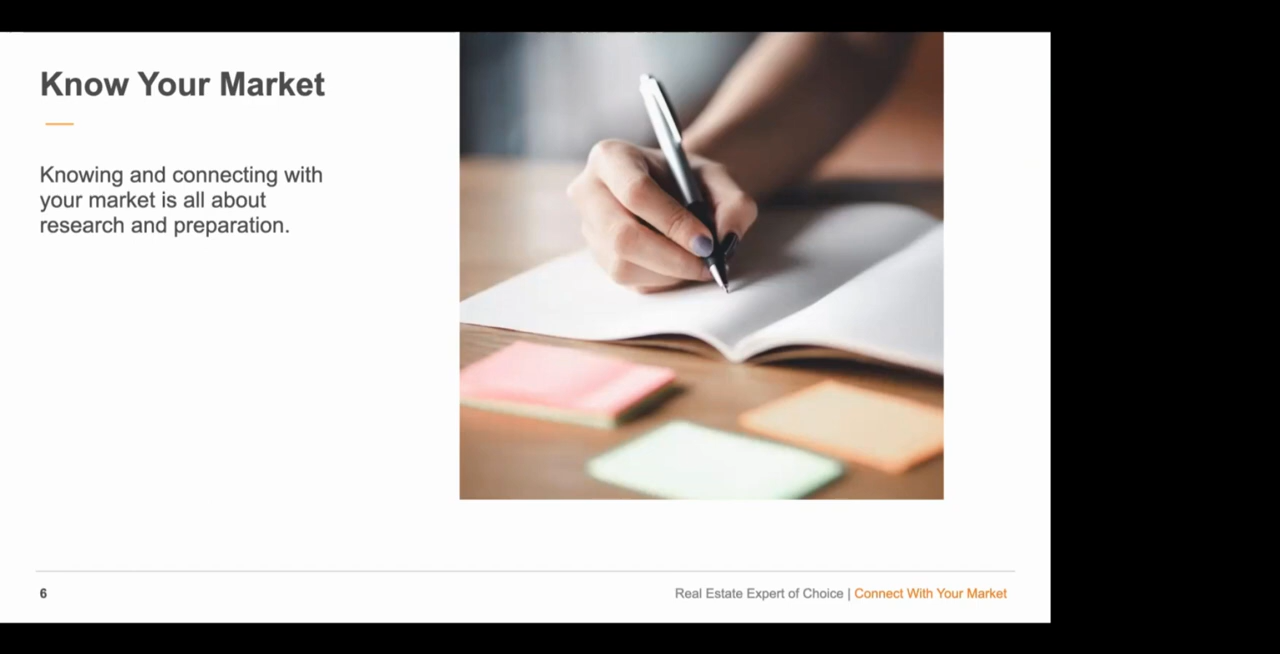 Know Your Market
Knowing and connecting with
your market is all about
research and preparation.
6
Real Estate Expert of Choice | Connect With Your Market